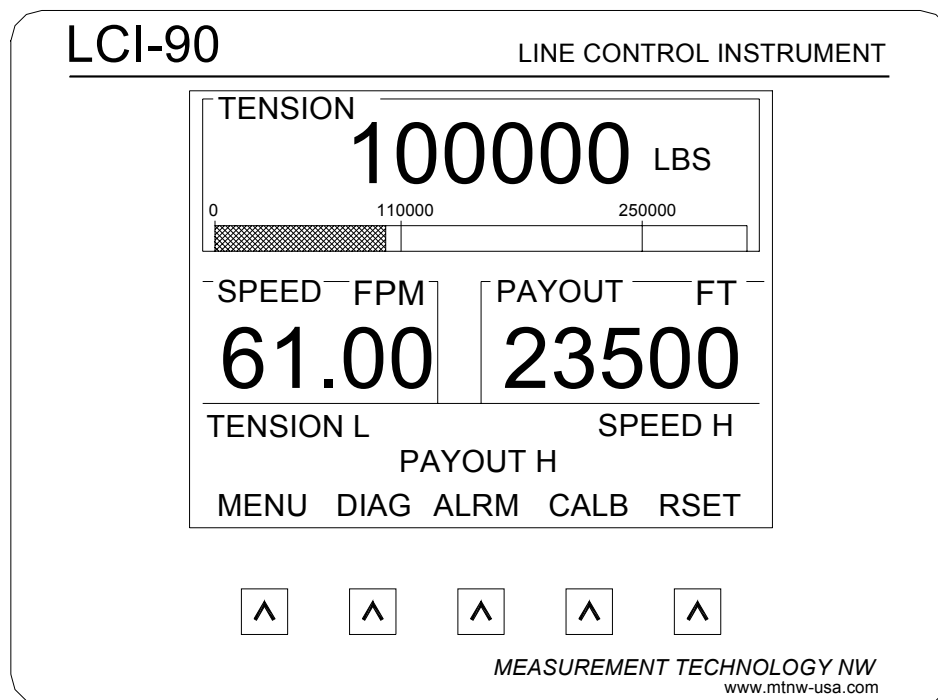 LCI-90 LINE CONTROL INSTRUMENT
TENSION
100000 LBS
0 110000 250000
SPEED FPM PAYOUT FT
61.00 23500
TENSION L SPEED H
PAYOUT H
MENU DIAG ALRM CALB RSET
MEASUREMENT TECHNOLOGY NW
www.mtnw-usa.com